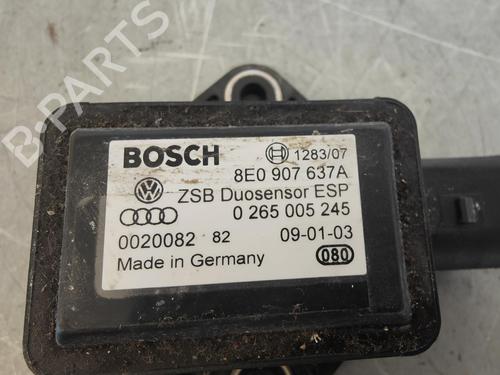 B-PARTS
BOSCH
1283/07
8E0 907 637A
ZSB Duosensor ESP
0 265 005 245
0020082 82 09-01-03
Made in Germany 080